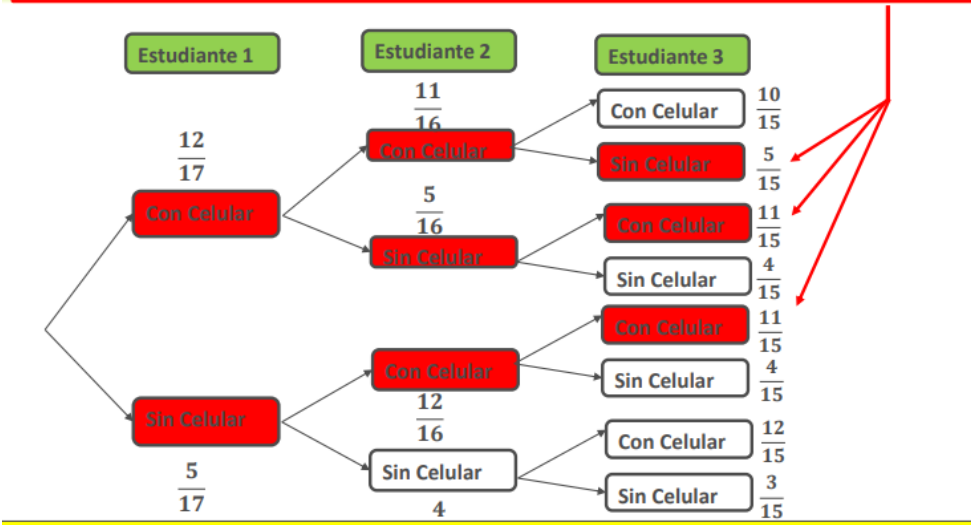 Estudiante 1
Estudiante 2
Estudiante 3
12
17
Con Celular
5
17
Sin Celular
11
16
Con Celular
5
16
Sin Celular
Con Celular
12
16
Sin Celular
4
Con Celular
10
15
Sin Celular
5
15
Con Celular
11
15
Sin Celular
4
15
Con Celular
11
15
Sin Celular
4
15
Con Celular
12
15
Sin Celular
3
15